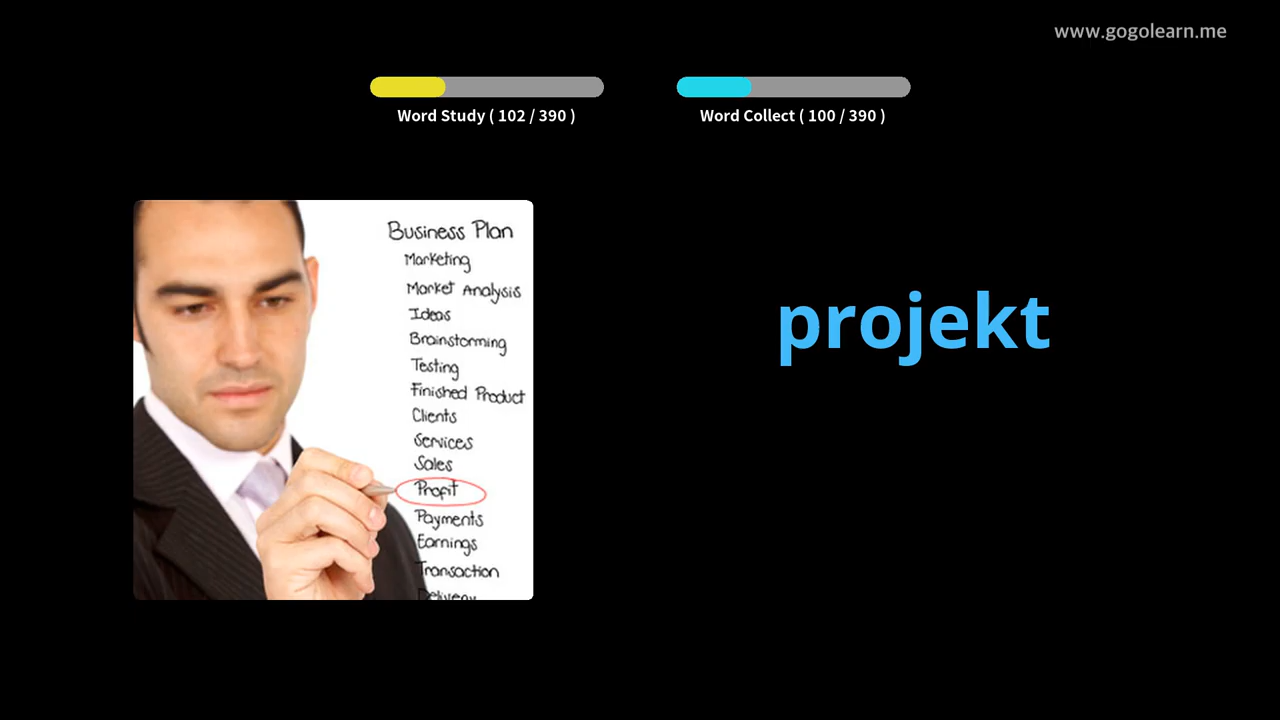 www.gogolearn.me
Word Study ( 102 / 390 )
Word Collect ( 100 / 390 )
Business Plan
Marketing
Market Analysis
Ideas
Brainstorming
Testing
Finished Product
Clients
Services
Sales
Profit
Payments
Earnings
Transaction
Delivery
projekt